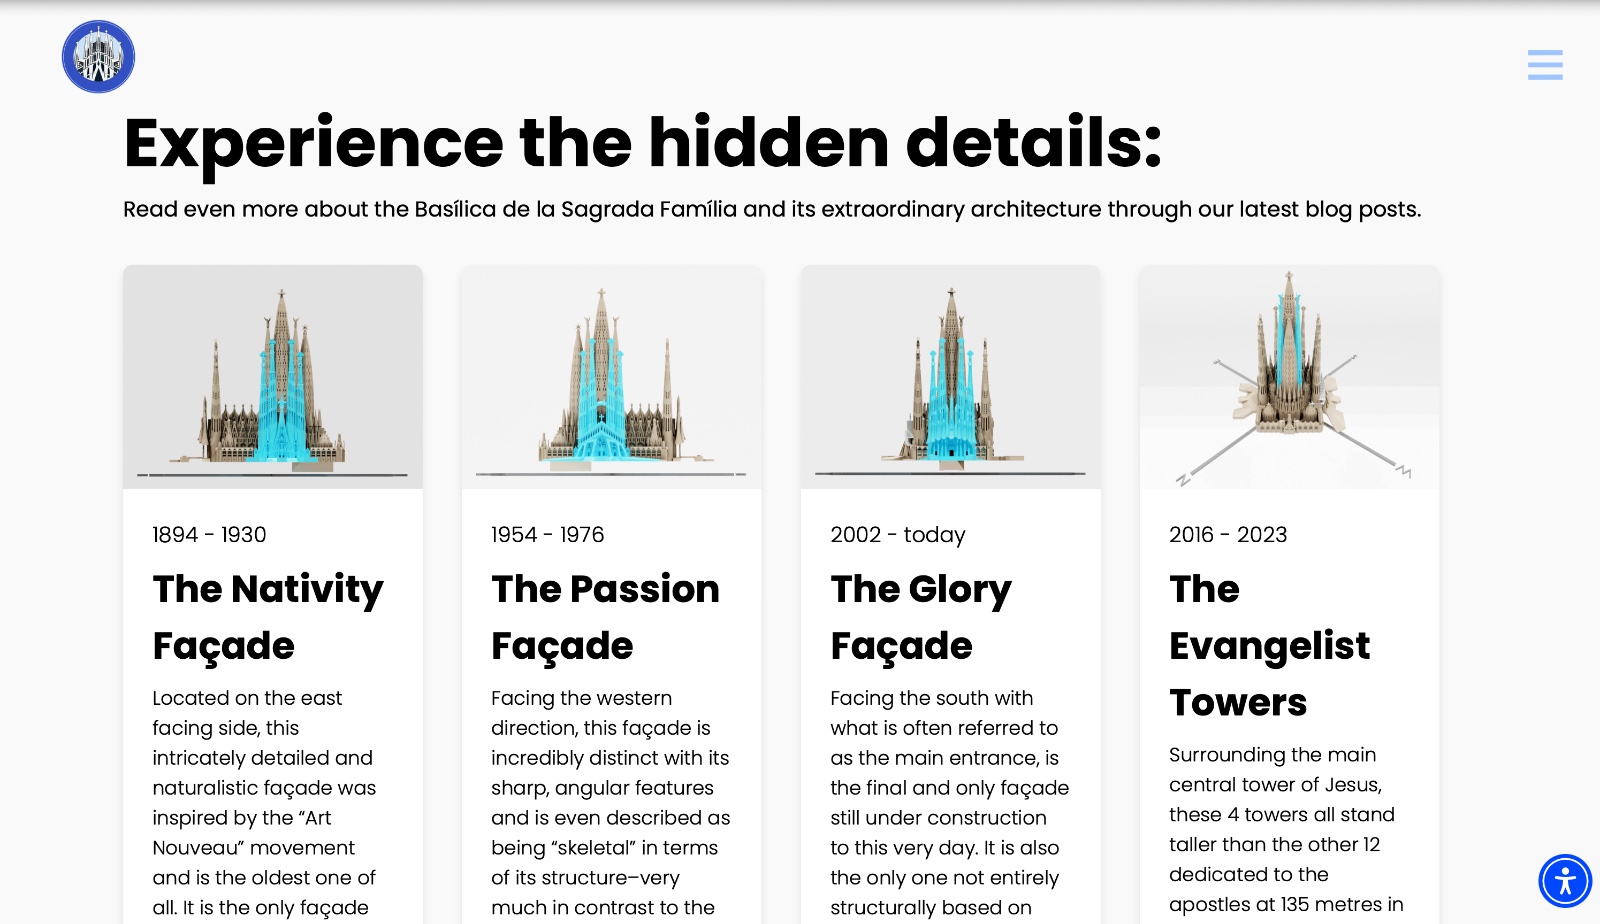 Experience the hidden details:
Read even more about the Basílica de la Sagrada Família and its extraordinary architecture through our latest blog posts.
1894 - 1930
The Nativity
Façade
Located on the east
facing side, this
intricately detailed and
naturalistic façade was
inspired by the “Art
Nouveau” movement
and is the oldest one of
all. It is the only façade
1954 - 1976
The Passion
Façade
Facing the western
direction, this façade is
incredibly distinct with its
sharp, angular features
and is even described as
being “skeletal” in terms
of its structure–very
much in contrast to the
2002 - today
The Glory
Façade
Facing the south with
what is often referred to
as the main entrance, is
the final and only façade
still under construction
to this very day. It is also
the only one not entirely
structurally based on
N
M
2016 - 2023
The
Evangelist
Towers
Surrounding the main
central tower of Jesus,
these 4 towers all stand
taller than the other 12
dedicated to the
apostles at 135 metres in